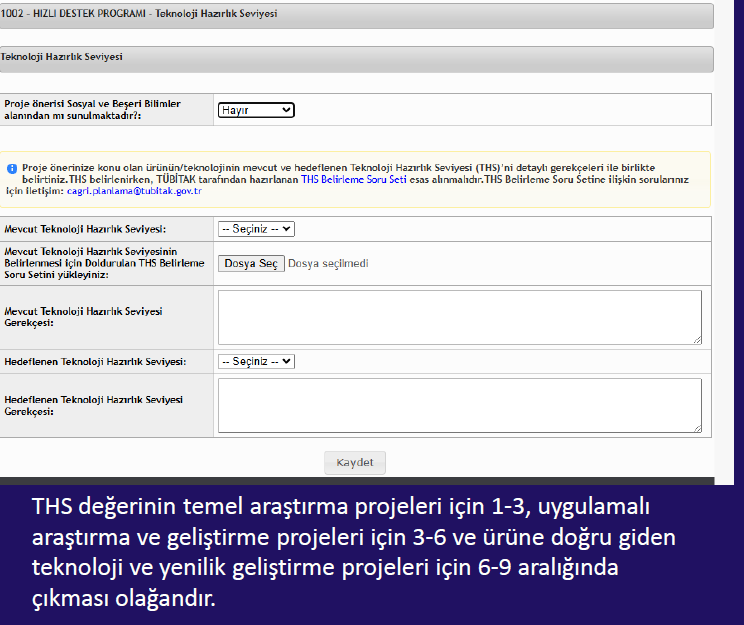 1002 - HIZLI DESTEK PROGRAMI - Teknoloji Hazırlık Seviyesi
Teknoloji Hazırlık Seviyesi
Proje önerisi Sosyal ve Beşeri Bilimler
alanından mı sunulmaktadır?:
Hayır
Proje önerinize konu olan ürünün/teknolojinin mevcut ve hedeflenen Teknoloji Hazırlık Seviyesi (THS)'ni detaylı gerekçeleri ile birlikte
belirtiniz.THS belirlenirken, TÜBİTAK tarafından hazırlanan THS Belirleme Soru Seti esas alınmalıdır.THS Belirleme Soru Setine ilişkin sorularınız
için iletişim: cagri.planlama@tubitak.gov.tr
Mevcut Teknoloji Hazırlık Seviyesi:
-- Seçiniz --
Mevcut Teknoloji Hazırlık Seviyesinin
Belirlenmesi için Doldurulan THS Belirleme
Soru Setini yükleyiniz:
Dosya Seç Dosya seçilmedi
Mevcut Teknoloji Hazırlık Seviyesi
Gerekçesi:
Hedeflenen Teknoloji Hazırlık Seviyesi:
-- Seçiniz --
Hedeflenen Teknoloji Hazırlık Seviyesi
Gerekçesi:
Kaydet
THS değerinin temel araştırma projeleri için 1-3, uygulamalı
araştırma ve geliştirme projeleri için 3-6 ve ürüne doğru giden
teknoloji ve yenilik geliştirme projeleri için 6-9 aralığında
çıkması olağandır.